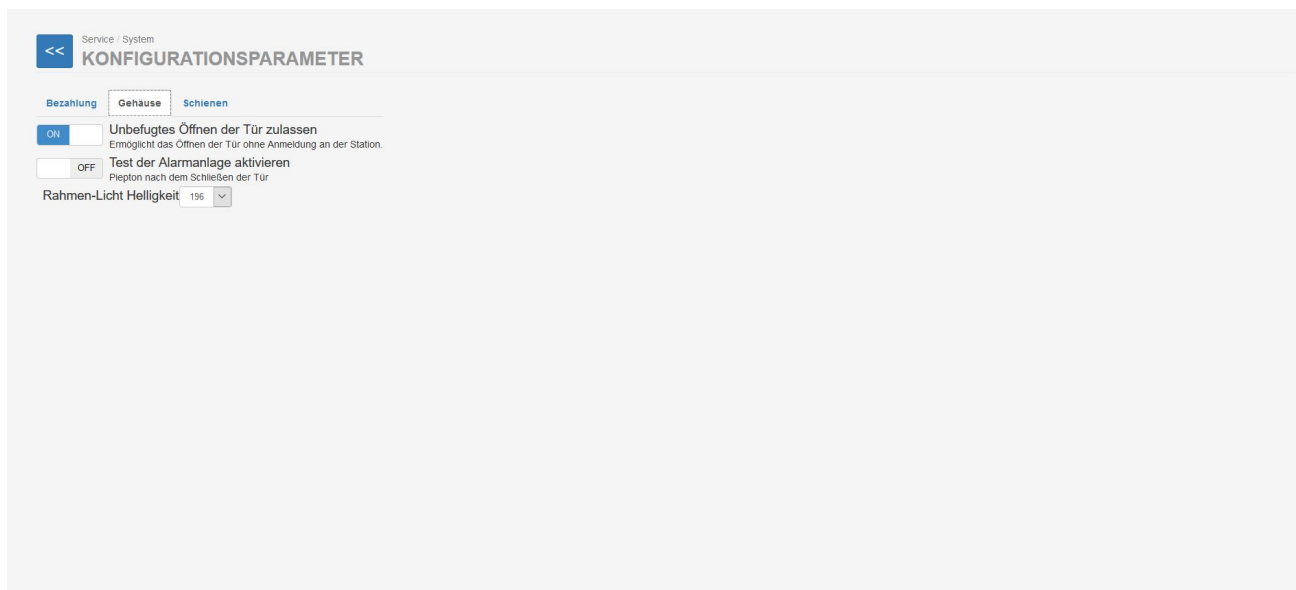 <<
Service / System
KONFIGURATIONSPARAMETER
Bezahlung Gehäuse Schienen
ON Unbefugtes Öffnen der Tür zulassen
Ermöglicht das Öffnen der Tür ohne Anmeldung an der Station.
OFF Test der Alarmanlage aktivieren
Piepton nach dem Schließen der Tür
Rahmen-Licht Helligkeit 196